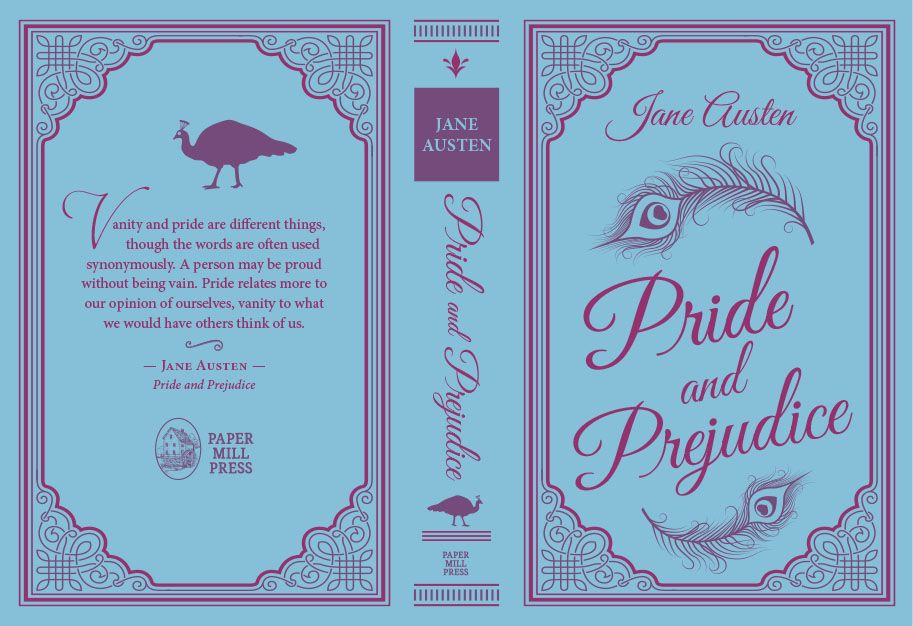 Vanity and pride are different things,
though the words are often used
synonymously. A person may be proud
without being vain. Pride relates more to
our opinion of ourselves, vanity to what
we would have others think of us.
— Jane Austen —
Pride and Prejudice
PAPER
MILL
PRESS
JANE
AUSTEN
Pride and Prejudice
PAPER
MILL
PRESS
Jane Austen
Pride
and
Prejudice